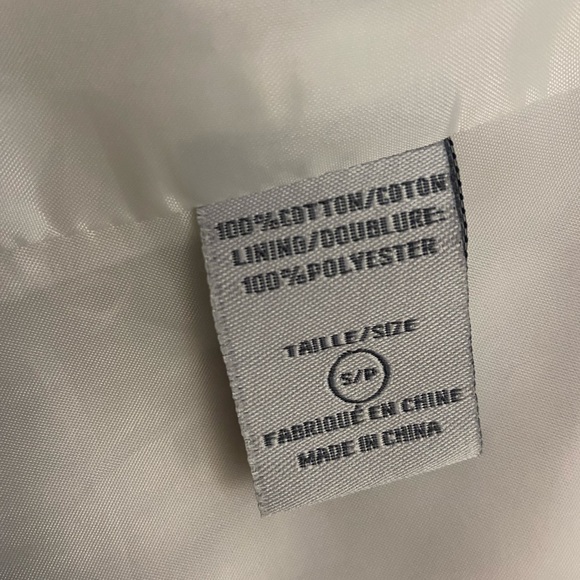 100%COTTON/COTON
LINING/DOUBLURE:
100%POLYESTER
TAILLE/SIZE
S/P
FABRIQUÉ EN CHINE
MADE IN CHINA